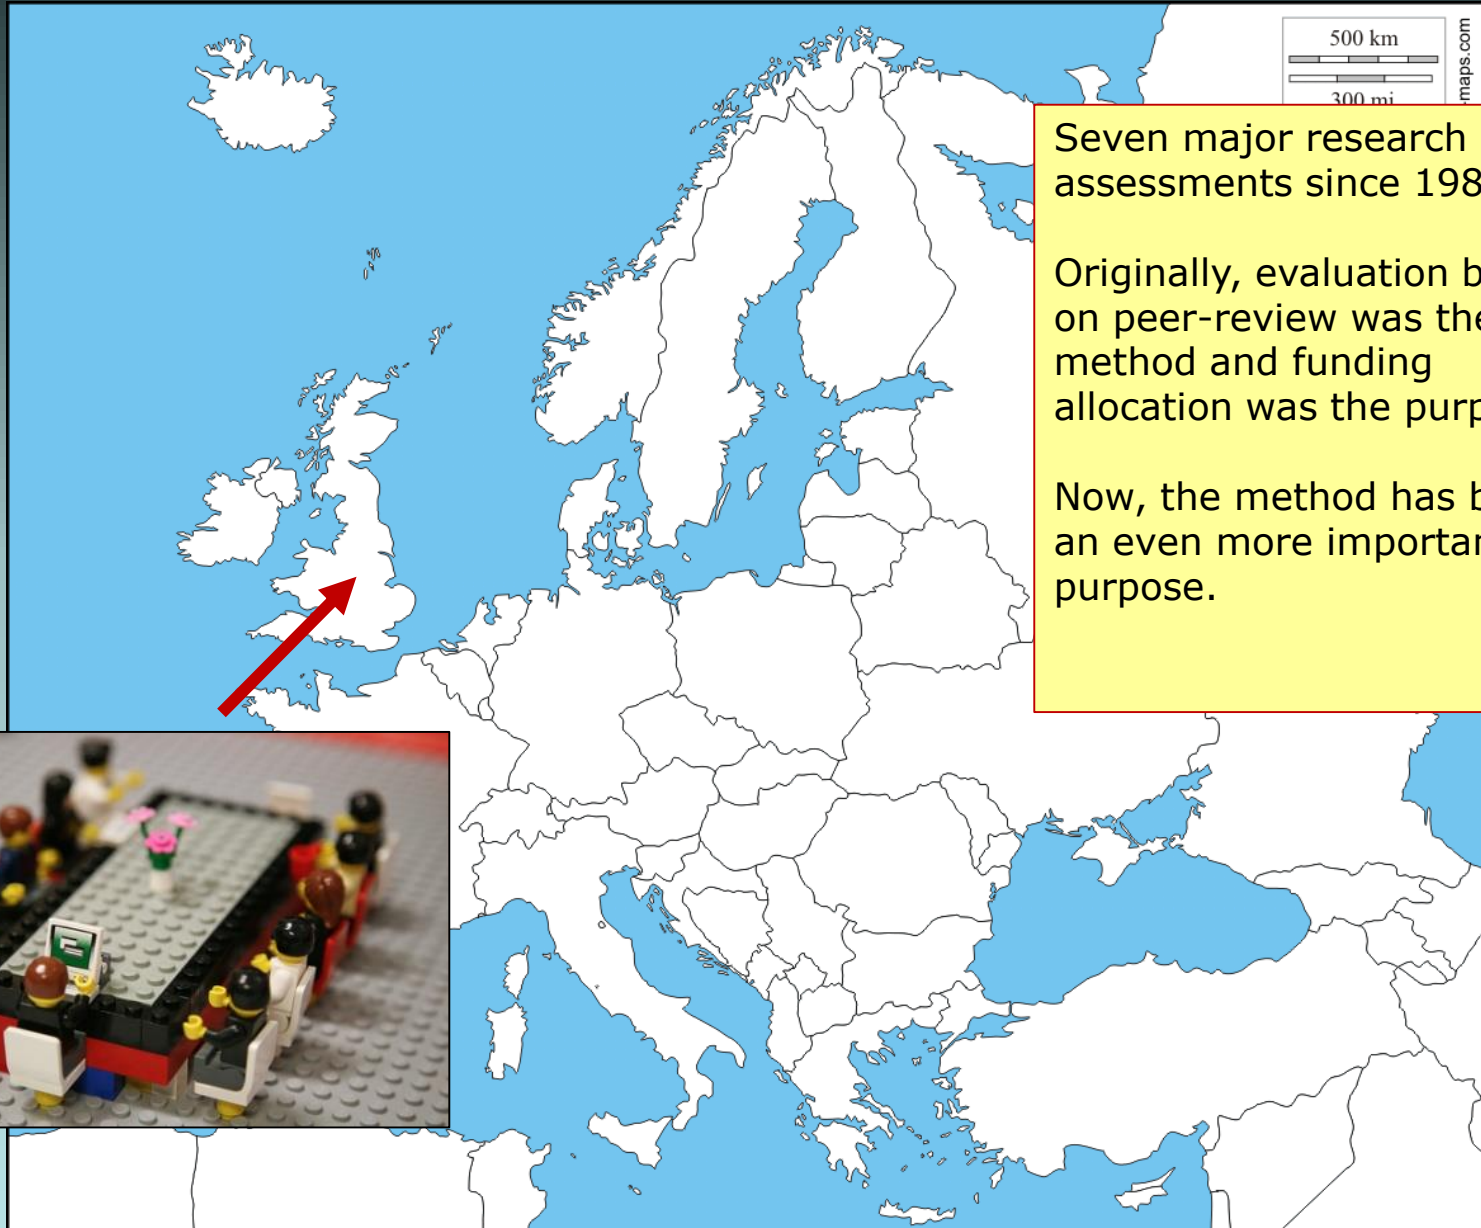 500 km
300 mi
-maps.com
Seven major research
assessments since 198
Originally, evaluation b
on peer-review was the
method and funding
allocation was the purp
Now, the method has b
an even more importan
purpose.